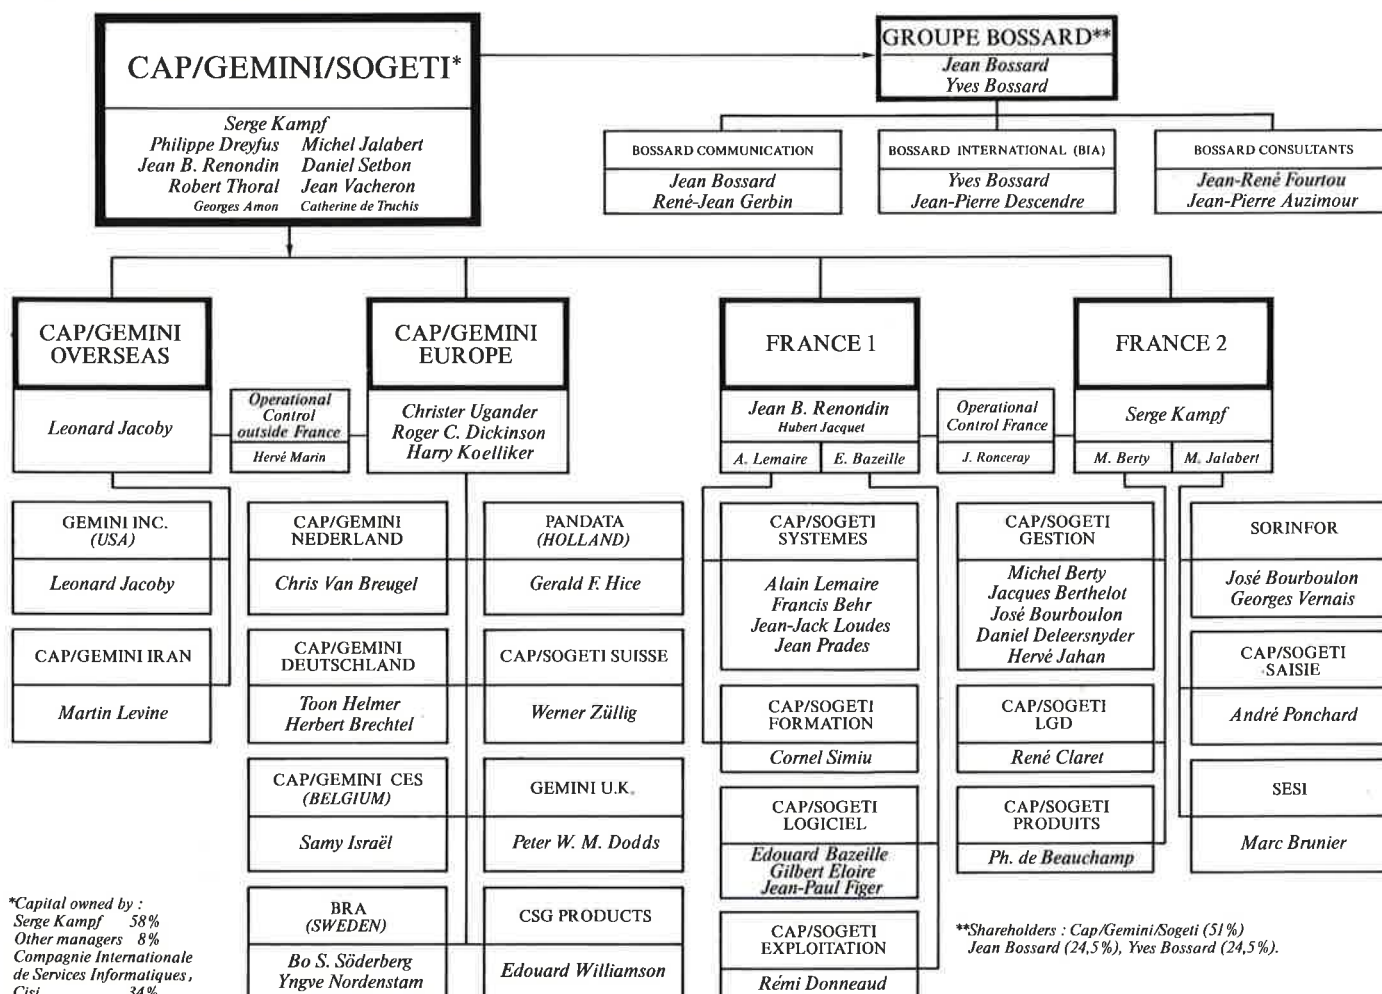 CAP/GEMINI/SOGETI*
Serge Kampf
Philippe Dreyfus Michel Jalabert
Jean B. Renondin Daniel Setbon
Robert Thoral Jean Vacheron
Georges Amon Catherine de Truchis
GROUPE BOSSARD**
Jean Bossard
Yves Bossard
BOSSARD COMMUNICATION
Jean Bossard
René-Jean Gerbin
BOSSARD INTERNATIONAL (BIA)
Yves Bossard
Jean-Pierre Descendre
BOSSARD CONSULTANTS
Jean-René Fourtou
Jean-Pierre Auzimour
CAP/GEMINI
OVERSEAS
Leonard Jacoby
Operational
Control
outside France
Hervé Marin
CAP/GEMINI
EUROPE
Christer Ugander
Roger C. Dickinson
Harry Koelliker
FRANCE 1
Jean B. Renondin
Hubert Jacquet
A. Lemaire E. Bazeille
Operational
Control France
J. Ronceray
FRANCE 2
Serge Kampf
M. Berty M. Jalabert
GEMINI INC.
(USA)
Leonard Jacoby
CAP/GEMINI IRAN
Martin Levine
CAP/GEMINI
NEDERLAND
Chris Van Breugel
CAP/GEMINI
DEUTSCHLAND
Toon Helmer
Herbert Brechtel
CAP/GEMINI CES
(BELGIUM)
Samy Israël
BRA
(SWEDEN)
Bo S. Söderberg
Yngve Nordenstam
PANDATA
(HOLLAND)
Gerald F. Hice
CAP/SOGETI SUISSE
Werner Züllig
GEMINI U.K.
Peter W. M. Dodds
CSG PRODUCTS
Edouard Williamson
CAP/SOGETI
SYSTEMES
Alain Lemaire
Francis Behr
Jean-Jack Loudes
Jean Prades
CAP/SOGETI
FORMATION
Cornel Simiu
CAP/SOGETI
LOGICIEL
Edouard Bazeille
Gilbert Eloire
Jean-Paul Figer
CAP/SOGETI
EXPLOITATION
Rémi Donneaud
CAP/SOGETI
GESTION
Michel Berty
Jacques Berthelot
José Bourboulon
Daniel Deleersnyder
Hervé Jahan
CAP/SOGETI
LGD
René Claret
CAP/SOGETI
PRODUITS
Ph. de Beauchamp
SORINFOR
José Bourboulon
Georges Vernais
CAP/SOGETI
SAISIE
André Ponchard
SESI
Marc Brunier
*Capital owned by :
Serge Kampf 58%
Other managers 8%
Compagnie Internationale
de Services Informatiques,
Cisi 34%
**Shareholders : Cap/Gemini/Sogeti (51%)
Jean Bossard (24,5%), Yves Bossard (24,5%).